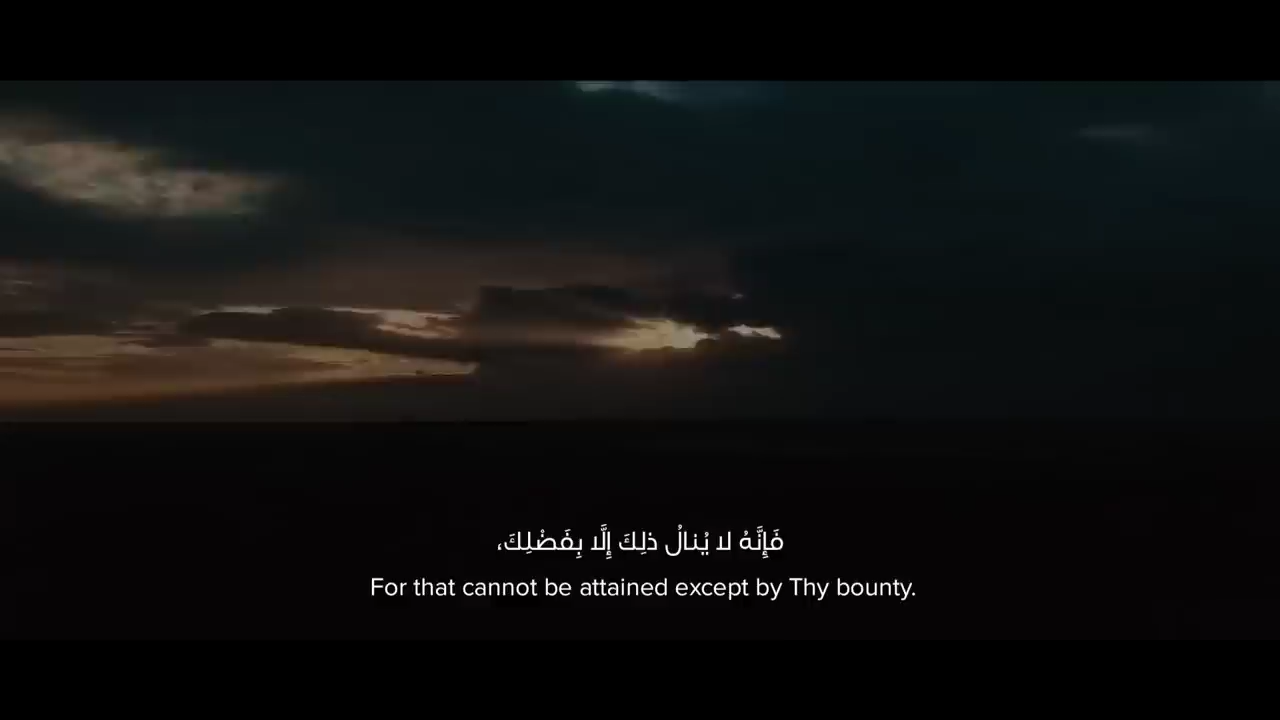 فَإِنَّهُ لا يُنالُ ذلِكَ إِلَّا بِفَضْلِكَ،
For that cannot be attained except by Thy bounty.